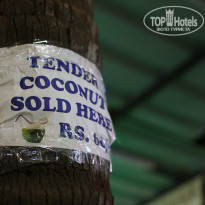 TOP HOTELS
ФОТО ТУРИСТА
TENDER
COCONUT
SOLD HERE
RS.